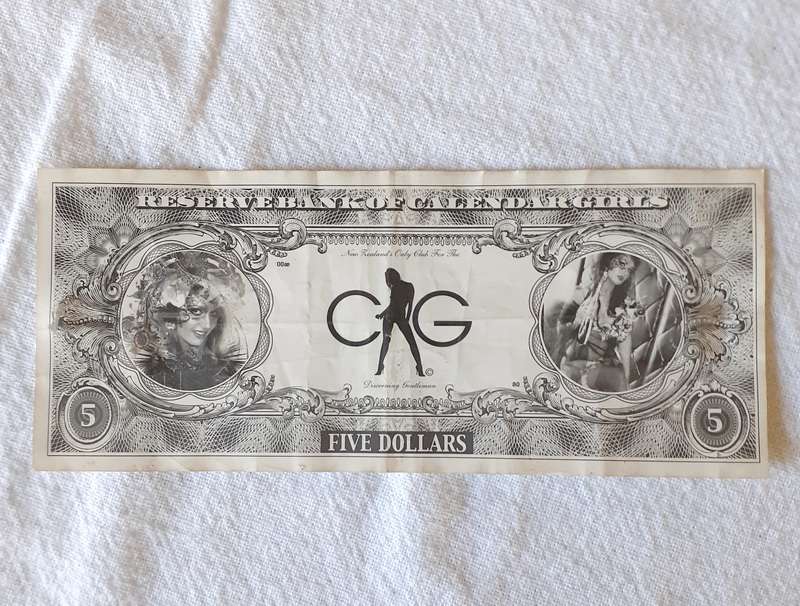 RESERVE BANK OF CALENDAR GIRLS
New Zealand's Only Club For The
CG
©
Discerning Gentleman
5
5
FIVE DOLLARS